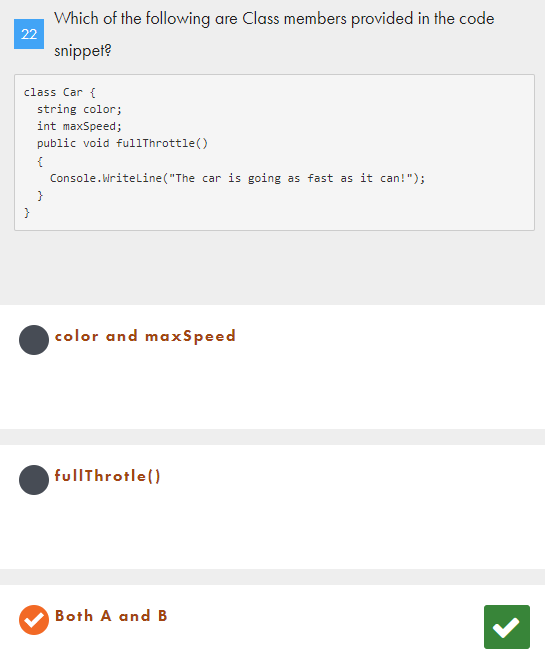 22
Which of the following are Class members provided in the code
snippet?
class Car {
  string color;
  int maxSpeed;
  public void fullThrottle()
  {
    Console.WriteLine("The car is going as fast as it can!");
  }
}
color and maxSpeed
fullThrotle()
Both A and B